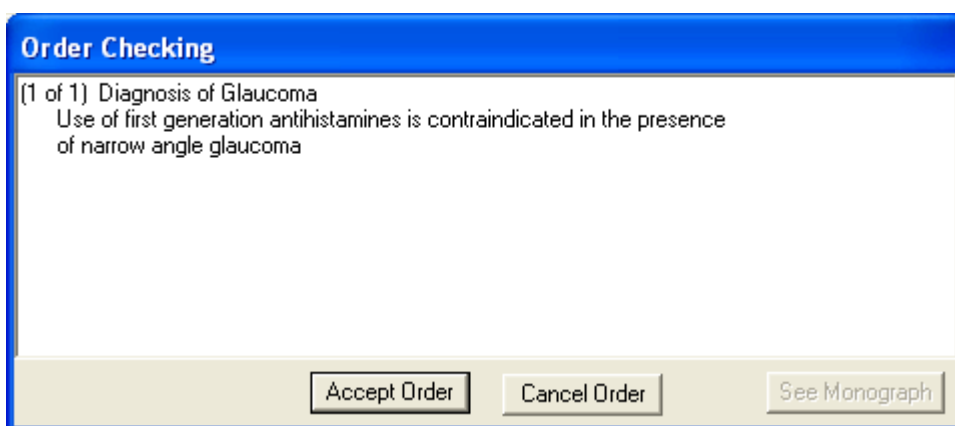 Order Checking
(1 of 1) Diagnosis of Glaucoma
Use of first generation antihistamines is contraindicated in the presence
of narrow angle glaucoma
Accept Order
Cancel Order
See Monograph